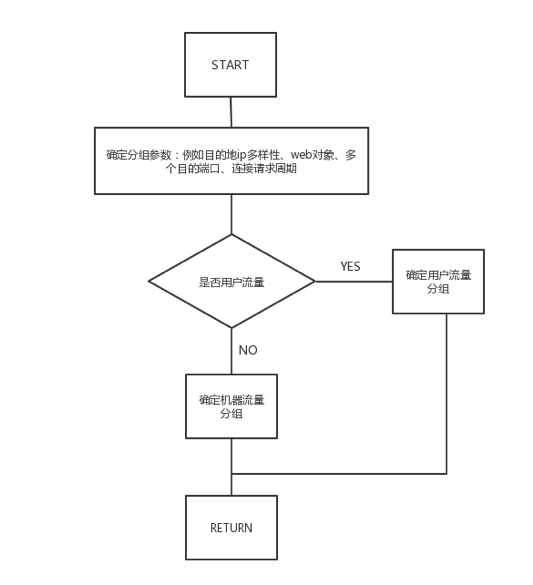 START
确定分组参数：例如目的地ip多样性、web对象、多
个目的端口、连接请求周期
是否用户流量
YES
确定用户流量
分组
NO
确定机器流量
分组
RETURN